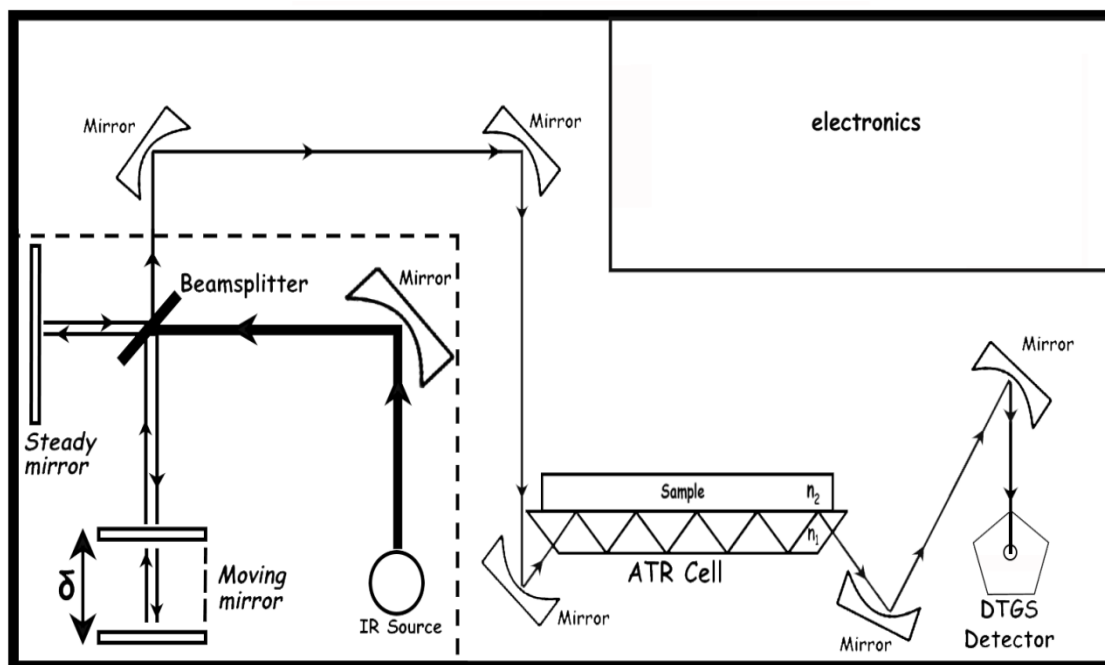 Mirror
Mirror
electronics
Beamsplitter
Mirror
Steady
mirror
δ
Moving
mirror
IR Source
Sample
n₂
n₁
ATR Cell
Mirror
Mirror
Mirror
DTGS
Detector